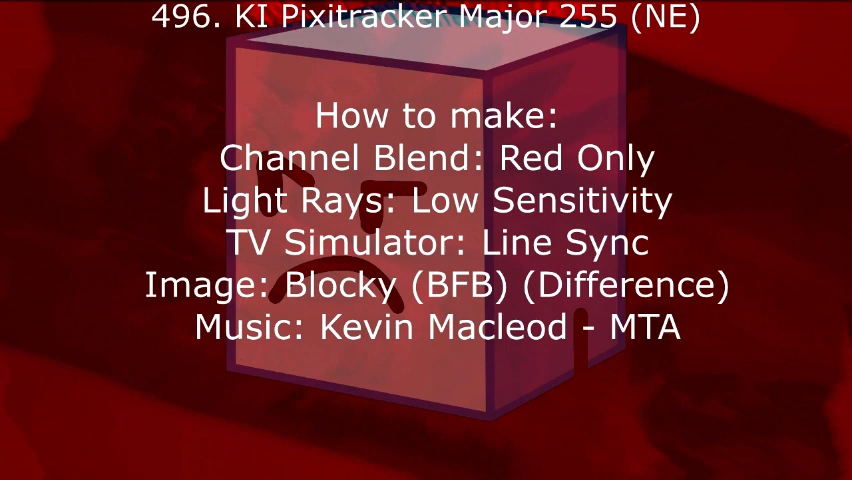 496. KI Pixitracker Major 255 (NE)
How to make:
Channel Blend: Red Only
Light Rays: Low Sensitivity
TV Simulator: Line Sync
Image: Blocky (BFB) (Difference)
Music: Kevin Macleod - MTA